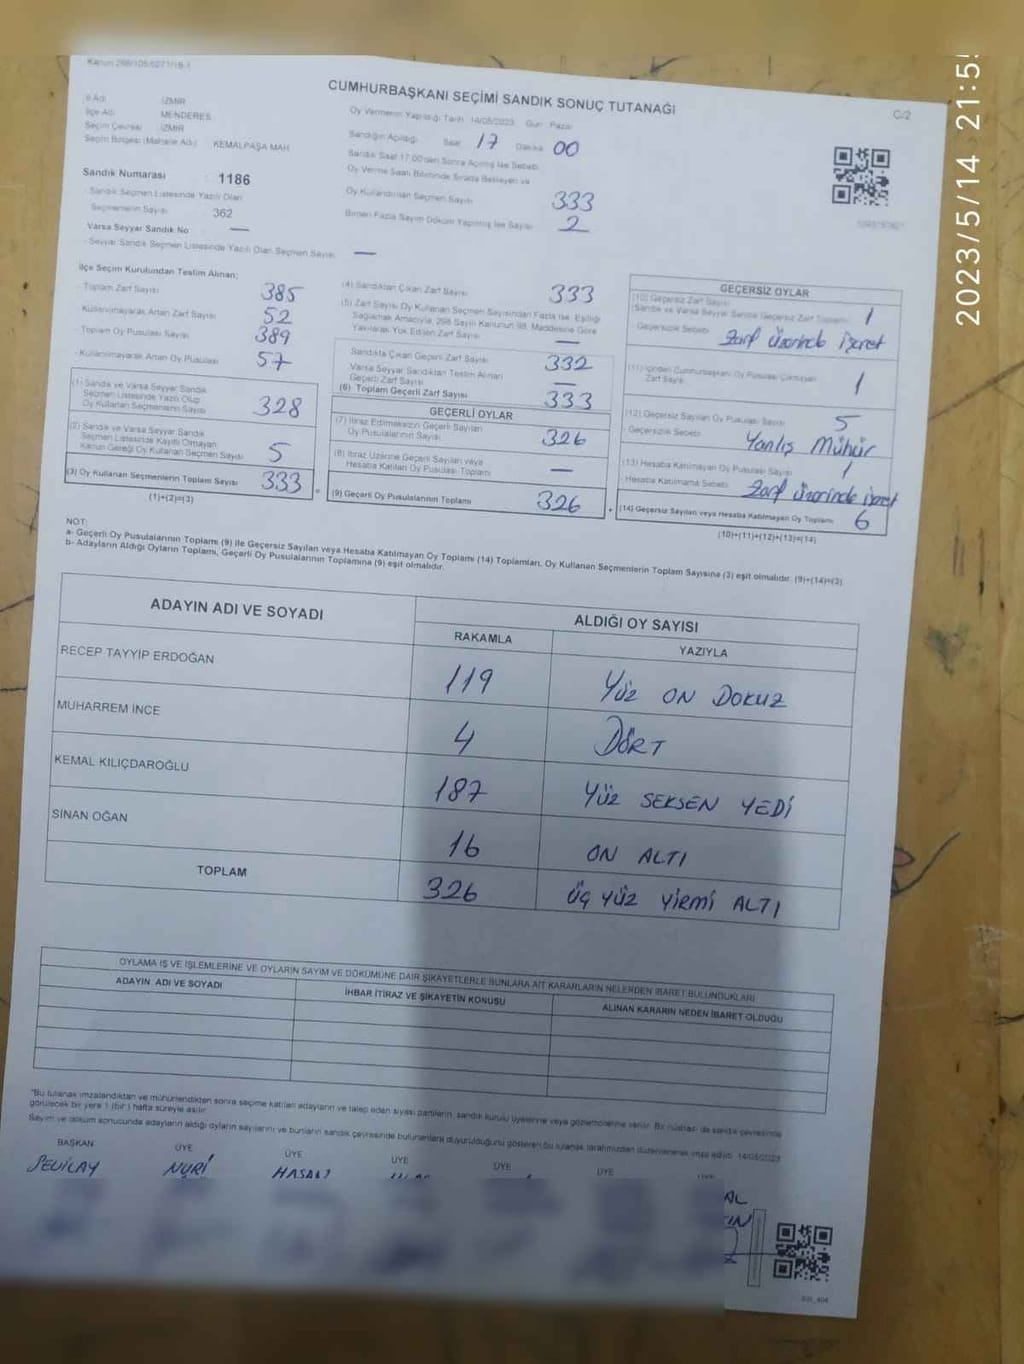 Kanun 298/105/6271/19-1
CUMHURBAŞKANI SEÇİMİ SANDIK SONUÇ TUTANAĞI
C/2
2023/5/14 21:5
İl Adı İZMİR
İlçe Adı MENDERES
Seçim Çevresi İZMİR
Seçim Bölgesi (Mahalle Adı) KEMALPAŞA MAH
Sandık Numarası 1186
Sandık Seçmen Listesinde Yazılı Olan
Seçmenlerin Sayısı 362
Varsa Seyyar Sandık No —
- Seyyar Sandık Seçmen Listesinde Yazılı Olan Seçmen Sayısı —
Oy Vermenin Yapıldığı Tarih 14/05/2023 Gün : Pazar
Sandığın Açıldığı Saat 17 Dakika 00
Sandık Saat 17.00'den Sonra Açılmış İse Sebebi
Oy Verme Saati Bitiminde Sırada Bekleyen ve
Oy Kullandırılan Seçmen Sayısı 333
Birden Fazla Sayım Döküm Yapılmış İse Sayısı 2
İlçe Seçim Kurulundan Teslim Alınan;
- Toplam Zarf Sayısı 385
- Kullanılmayarak Artan Zarf Sayısı 52
- Toplam Oy Pusulası Sayısı 389
- Kullanılmayarak Artan Oy Pusulası 57
(1) Sandık ve Varsa Seyyar Sandık
Seçmen Listesinde Yazılı Olup
Oy Kullanan Seçmenlerin Sayısı 328
(2) Sandık ve Varsa Seyyar Sandık
Seçmen Listesinde Kayıtlı Olmayan
Kanun Gereği Oy Kullanan Seçmen Sayısı 5
(3) Oy Kullanan Seçmenlerin Toplam Sayısı 333
(1)+(2)=(3)
(4) Sandıktan Çıkan Zarf Sayısı 333
(5) Zarf Sayısı Oy Kullanan Seçmen Sayısından Fazla İse, Eşitliği
Sağlamak Amacıyla, 298 Sayılı Kanunun 98. Maddesine Göre
Yakılarak Yok Edilen Zarf Sayısı —
Sandıkta Çıkan Geçerli Zarf Sayısı 332
Varsa Seyyar Sandıktan Teslim Alınan
Geçerli Zarf Sayısı —
(6) Toplam Geçerli Zarf Sayısı 333
GEÇERLİ OYLAR
(7) İtiraz Edilmeksizin Geçerli Sayılan
Oy Pusulalarının Sayısı 326
(8) İtiraz Üzerine Geçerli Sayılan veya
Hesaba Katılan Oy Pusulası Toplamı —
(9) Geçerli Oy Pusulalarının Toplamı 326
GEÇERSİZ OYLAR
(10) Geçersiz Zarf Sayısı
(Sandık ve Varsa Seyyar Sandık Geçersiz Zarf Toplamı) 1
- Geçersizlik Sebebi Zarf üzerinde işaret
(11) İçinden Cumhurbaşkanı Oy Pusulası Çıkmayan
Zarf Sayısı 1
(12) Geçersiz Sayılan Oy Pusulası Sayısı 5
- Geçersizlik Sebebi Yanlış Mühür
(13) Hesaba Katılmayan Oy Pusulası Sayısı 1
- Hesaba Katılmama Sebebi Zarf üzerinde işaret
(14) Geçersiz Sayılan veya Hesaba Katılmayan Oy Toplamı 6
(10)+(11)+(12)+(13)=(14)
NOT:
a- Geçerli Oy Pusulalarının Toplamı (9) ile Geçersiz Sayılan veya Hesaba Katılmayan Oy Toplamı (14) Toplamları, Oy Kullanan Seçmenlerin Toplam Sayısına (3) eşit olmalıdır. (9)+(14)=(3)
b- Adayların Aldığı Oyların Toplamı, Geçerli Oy Pusulalarının Toplamına (9) eşit olmalıdır.
ADAYIN ADI VE SOYADI ALDIĞI OY SAYISI
RAKAMLA YAZIYLA
RECEP TAYYİP ERDOĞAN 119 Yüz ON DOKUZ
MUHARREM İNCE 4 DÖRT
KEMAL KILIÇDAROĞLU 187 YÜZ SEKSEN YEDİ
SİNAN OĞAN 16 ON ALTI
TOPLAM 326 ÜÇ YÜZ YİRMİ ALTI
OYLAMA İŞ VE İŞLEMLERİNE VE OYLARIN SAYIM VE DÖKÜMÜNE DAİR ŞİKAYETLERLE BUNLARA AİT KARARLARIN NELERDEN İBARET BULUNDUKLARI
ADAYIN ADI VE SOYADI İHBAR İTİRAZ VE ŞİKAYETİN KONUSU ALINAN KARARIN NEDEN İBARET OLDUĞU
"Bu tutanak imzalandıktan ve mühürlendikten sonra seçime katılan adayların ve talep eden siyasi partilerin, sandık kurulu üyelerine veya gözlemcilerine verilir. Bir nüshası da sandık çevresinde
görülecek bir yere 1 (bir) hafta süreyle asılır.
Sayım ve döküm sonucunda adayların aldığı oyların sayılarını ve bunların sandık çevresinde bulunanlara duyurulduğunu gösteren bu tutanak tarafımızdan düzenlenerek imza edildi. 14/05/2023
BAŞKAN ÜYE ÜYE ÜYE ÜYE ÜYE
NURİ HASAN